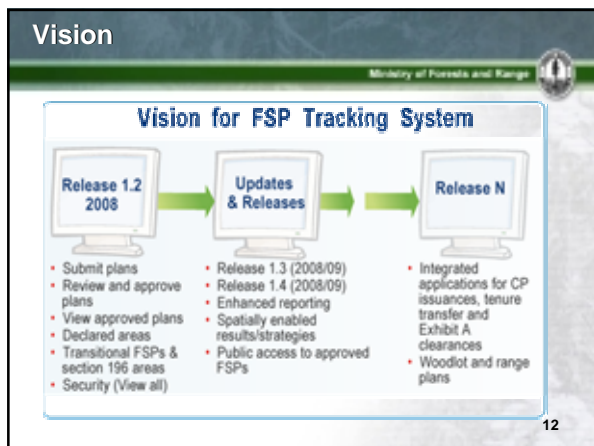 Vision
Ministry of Forests and Range
Vision for FSP Tracking System
Release 1.2
2008
• Submit plans
• Review and approve
plans
• View approved plans
• Declared areas
• Transitional FSPs &
section 196 areas
• Security (View all)
Updates
& Releases
• Release 1.3 (2008/09)
• Release 1.4 (2008/09)
• Enhanced reporting
• Spatially enabled
results/strategies
• Public access to approved
FSPs
Release N
• Integrated
applications for CP
issuances, tenure
transfer and
Exhibit A
clearances
• Woodlot and range
plans
12